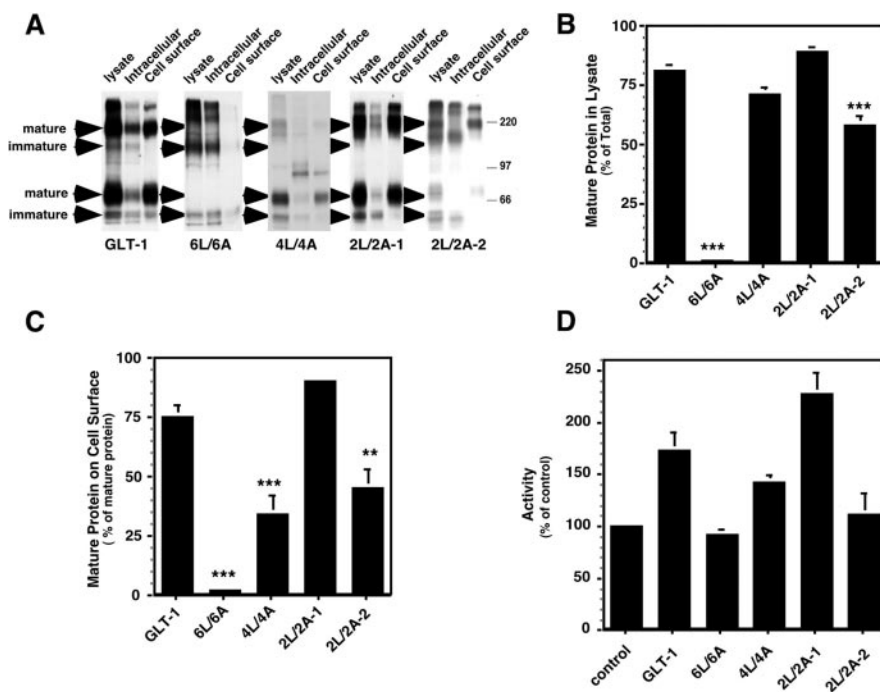 A
lysate
Intracellular
Cell surface
lysate
Intracellular
Cell surface
lysate
Intracellular
Cell surface
lysate
Intracellular
Cell surface
lysate
Intracellular
Cell surface
mature
immature
mature
immature
220
97
66
GLT-1
6L/6A
4L/4A
2L/2A-1
2L/2A-2
B
Mature Protein in Lysate
(% of Total)
100
75
50
25
0
***
***
GLT-1
6L/6A
4L/4A
2L/2A-1
2L/2A-2
C
Mature Protein on Cell Surface
( % of mature protein)
100
75
50
25
0
***
***
**
GLT-1
6L/6A
4L/4A
2L/2A-1
2L/2A-2
D
Activity
(% of control)
250
200
150
100
50
0
control
GLT-1
6L/6A
4L/4A
2L/2A-1
2L/2A-2